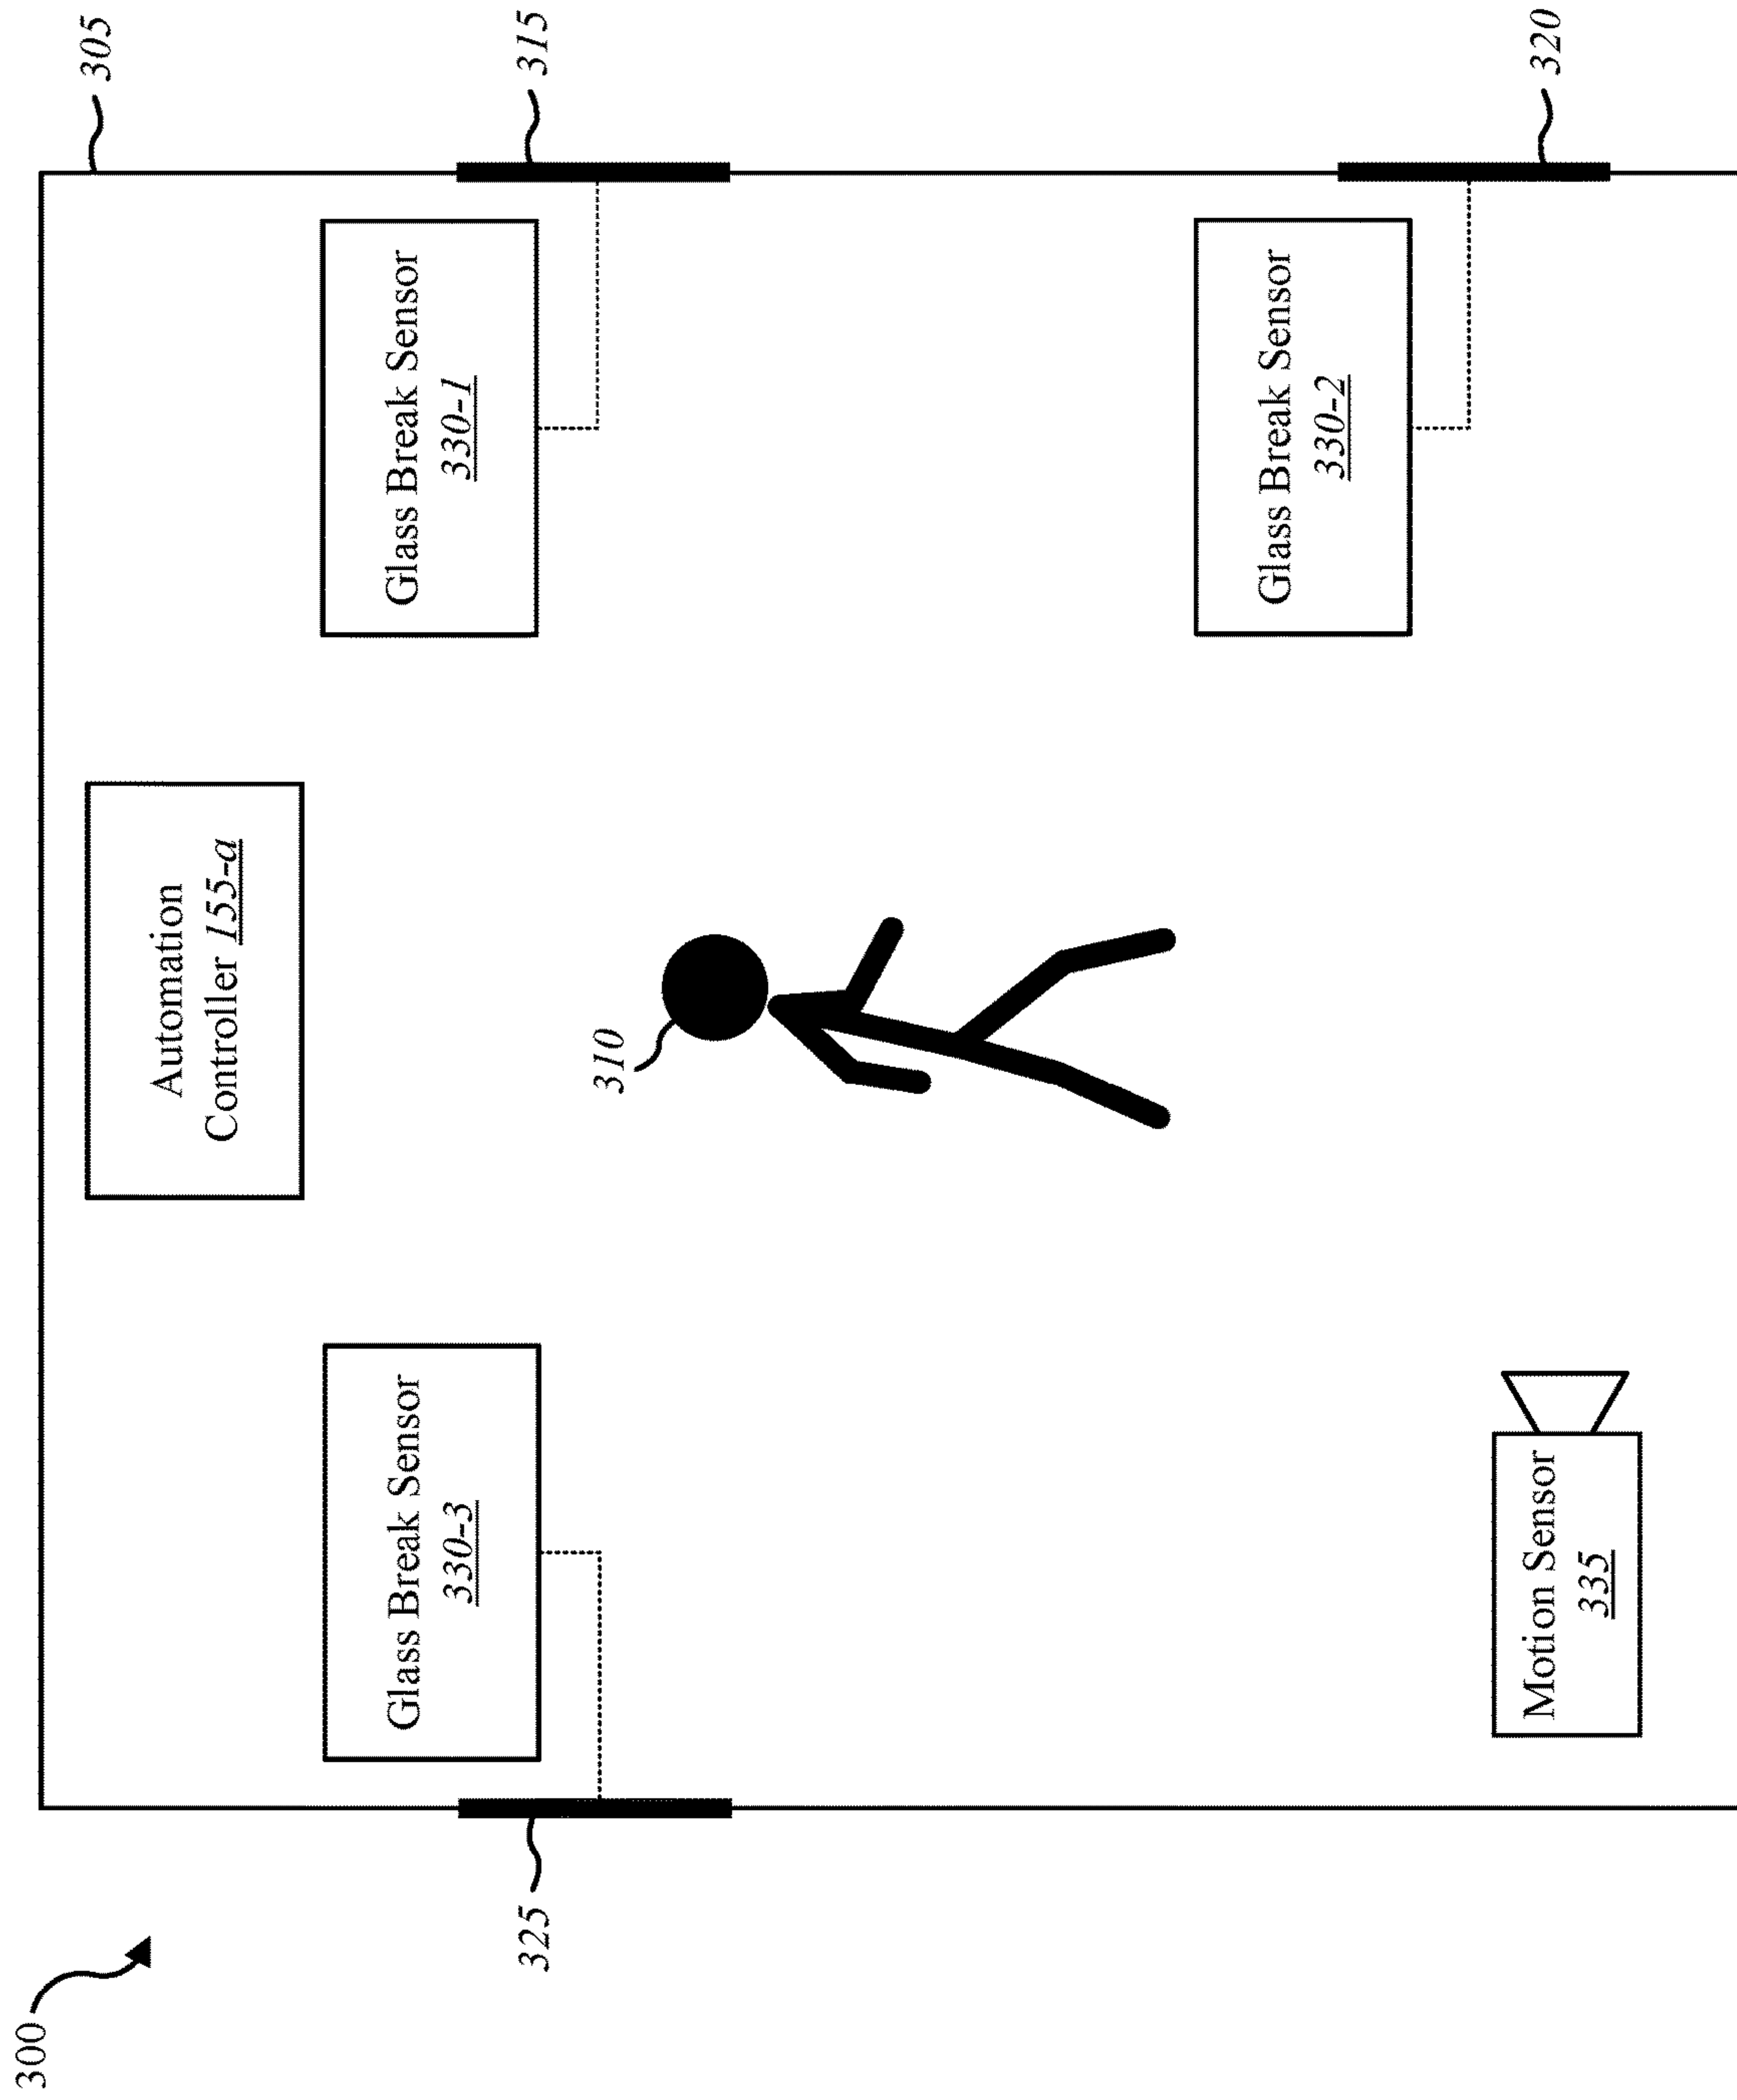 300
305
Automation
Controller 155-a
Glass Break Sensor
330-3
Glass Break Sensor
330-1
325
315
310
Glass Break Sensor
330-2
Motion Sensor
335
320